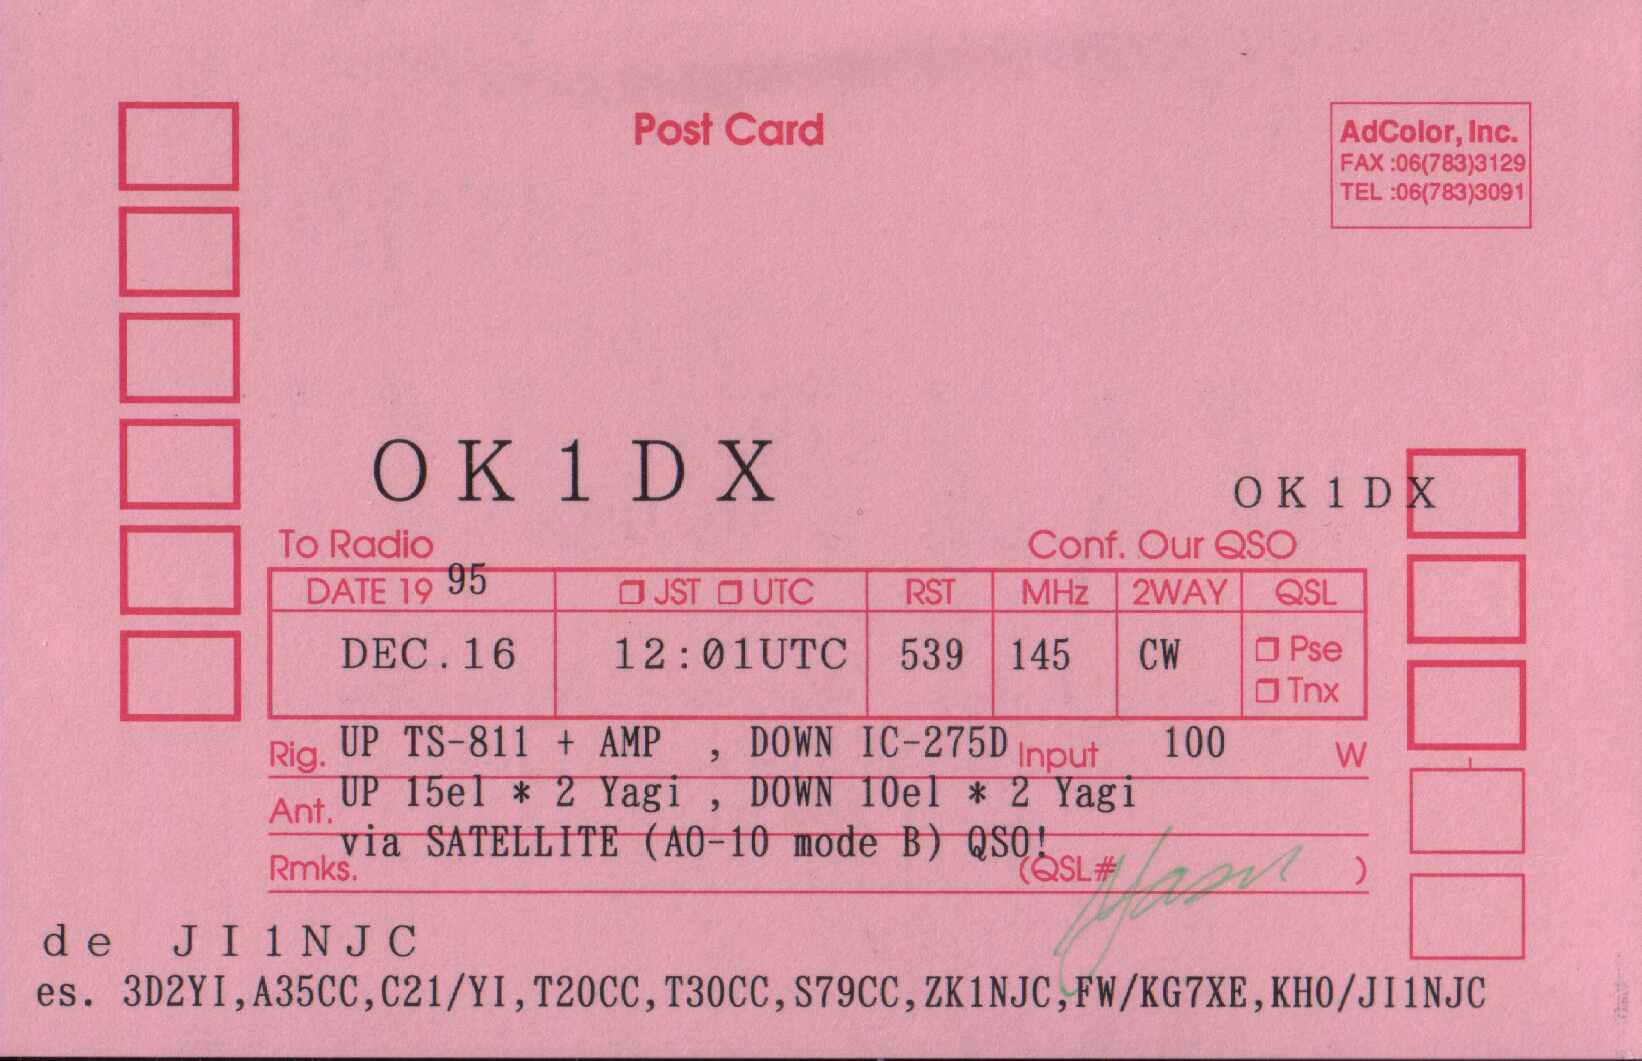 Post Card
AdColor, Inc.
FAX :06(783)3129
TEL :06(783)3091
OK1DX
OK1DX
To Radio
Conf. Our QSO
DATE 19 95 JST UTC RST MHz 2WAY QSL
DEC.16 12:01UTC 539 145 CW Pse
Tnx
Rig. UP TS-811 + AMP , DOWN IC-275D Input 100 W
Ant. UP 15el * 2 Yagi , DOWN 10el * 2 Yagi
Rmks. via SATELLITE (AO-10 mode B) QSO! (QSL# )
de JI1NJC
es. 3D2YI,A35CC,C21/YI,T20CC,T30CC,S79CC,ZK1NJC,FW/KG7XE,KH0/JI1NJC